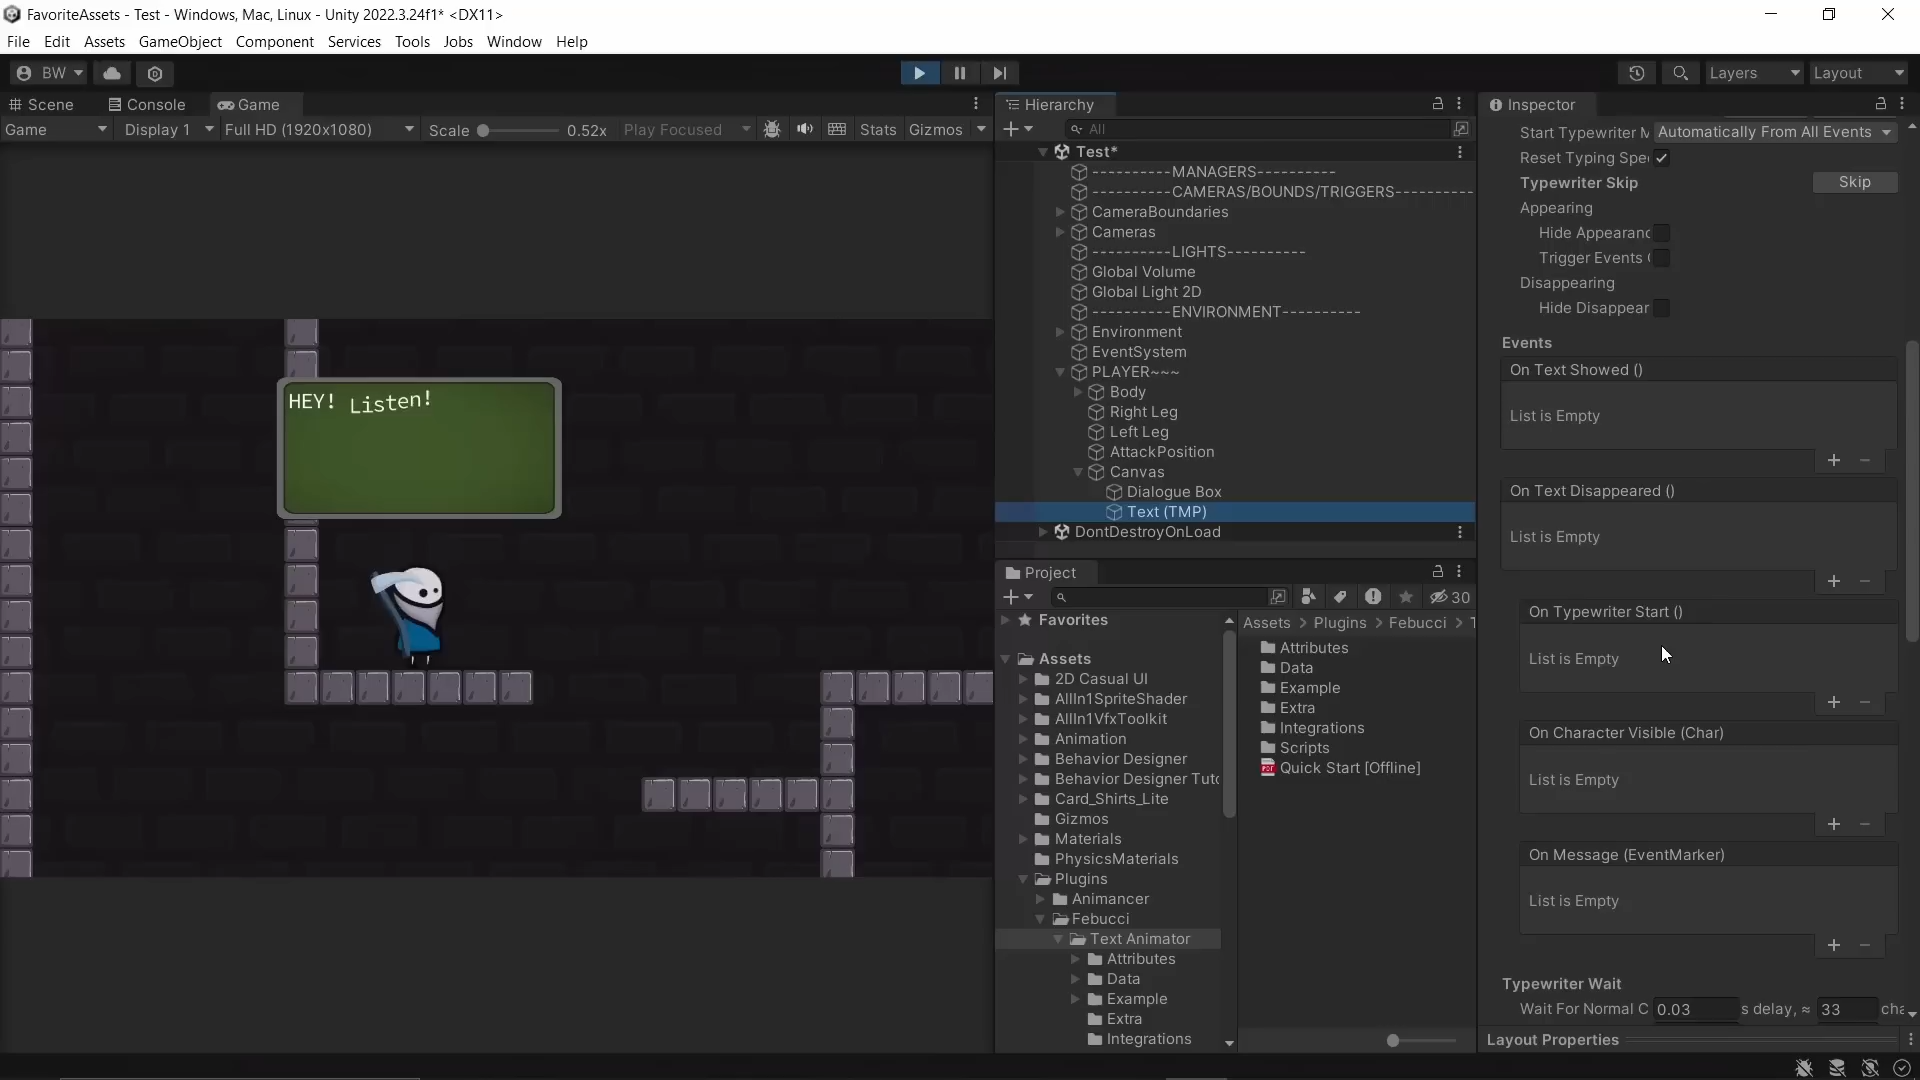 FavoriteAssets - Test - Windows, Mac, Linux - Unity 2022.3.24f1* <DX11>
File Edit Assets GameObject Component Services Tools Jobs Window Help
BW
Layers
Layout
Scene Console Game
Game Display 1 Full HD (1920x1080) Scale 0.52x Play Focused Stats Gizmos
HEY! Listen!
Hierarchy
All
Test*
----------MANAGERS----------
----------CAMERAS/BOUNDS/TRIGGERS----------
CameraBoundaries
Cameras
----------LIGHTS----------
Global Volume
Global Light 2D
----------ENVIRONMENT----------
Environment
EventSystem
PLAYER~~~
Body
Right Leg
Left Leg
AttackPosition
Canvas
Dialogue Box
Text (TMP)
DontDestroyOnLoad
Project
30
Favorites
Assets
2D Casual UI
AllIn1SpriteShader
AllIn1VfxToolkit
Animation
Behavior Designer
Behavior Designer Tuto
Card_Shirts_Lite
Gizmos
Materials
PhysicsMaterials
Plugins
Animancer
Febucci
Text Animator
Attributes
Data
Example
Extra
Integrations
Assets > Plugins > Febucci > T
Attributes
Data
Example
Extra
Integrations
Scripts
Quick Start [Offline]
Inspector
Start Typewriter M Automatically From All Events
Reset Typing Spe
Typewriter Skip Skip
Appearing
Hide Appearanc
Trigger Events (
Disappearing
Hide Disappear
Events
On Text Showed ()
List is Empty
On Text Disappeared ()
List is Empty
On Typewriter Start ()
List is Empty
On Character Visible (Char)
List is Empty
On Message (EventMarker)
List is Empty
Typewriter Wait
Wait For Normal C 0.03 s delay, ≈ 33 cha
Layout Properties